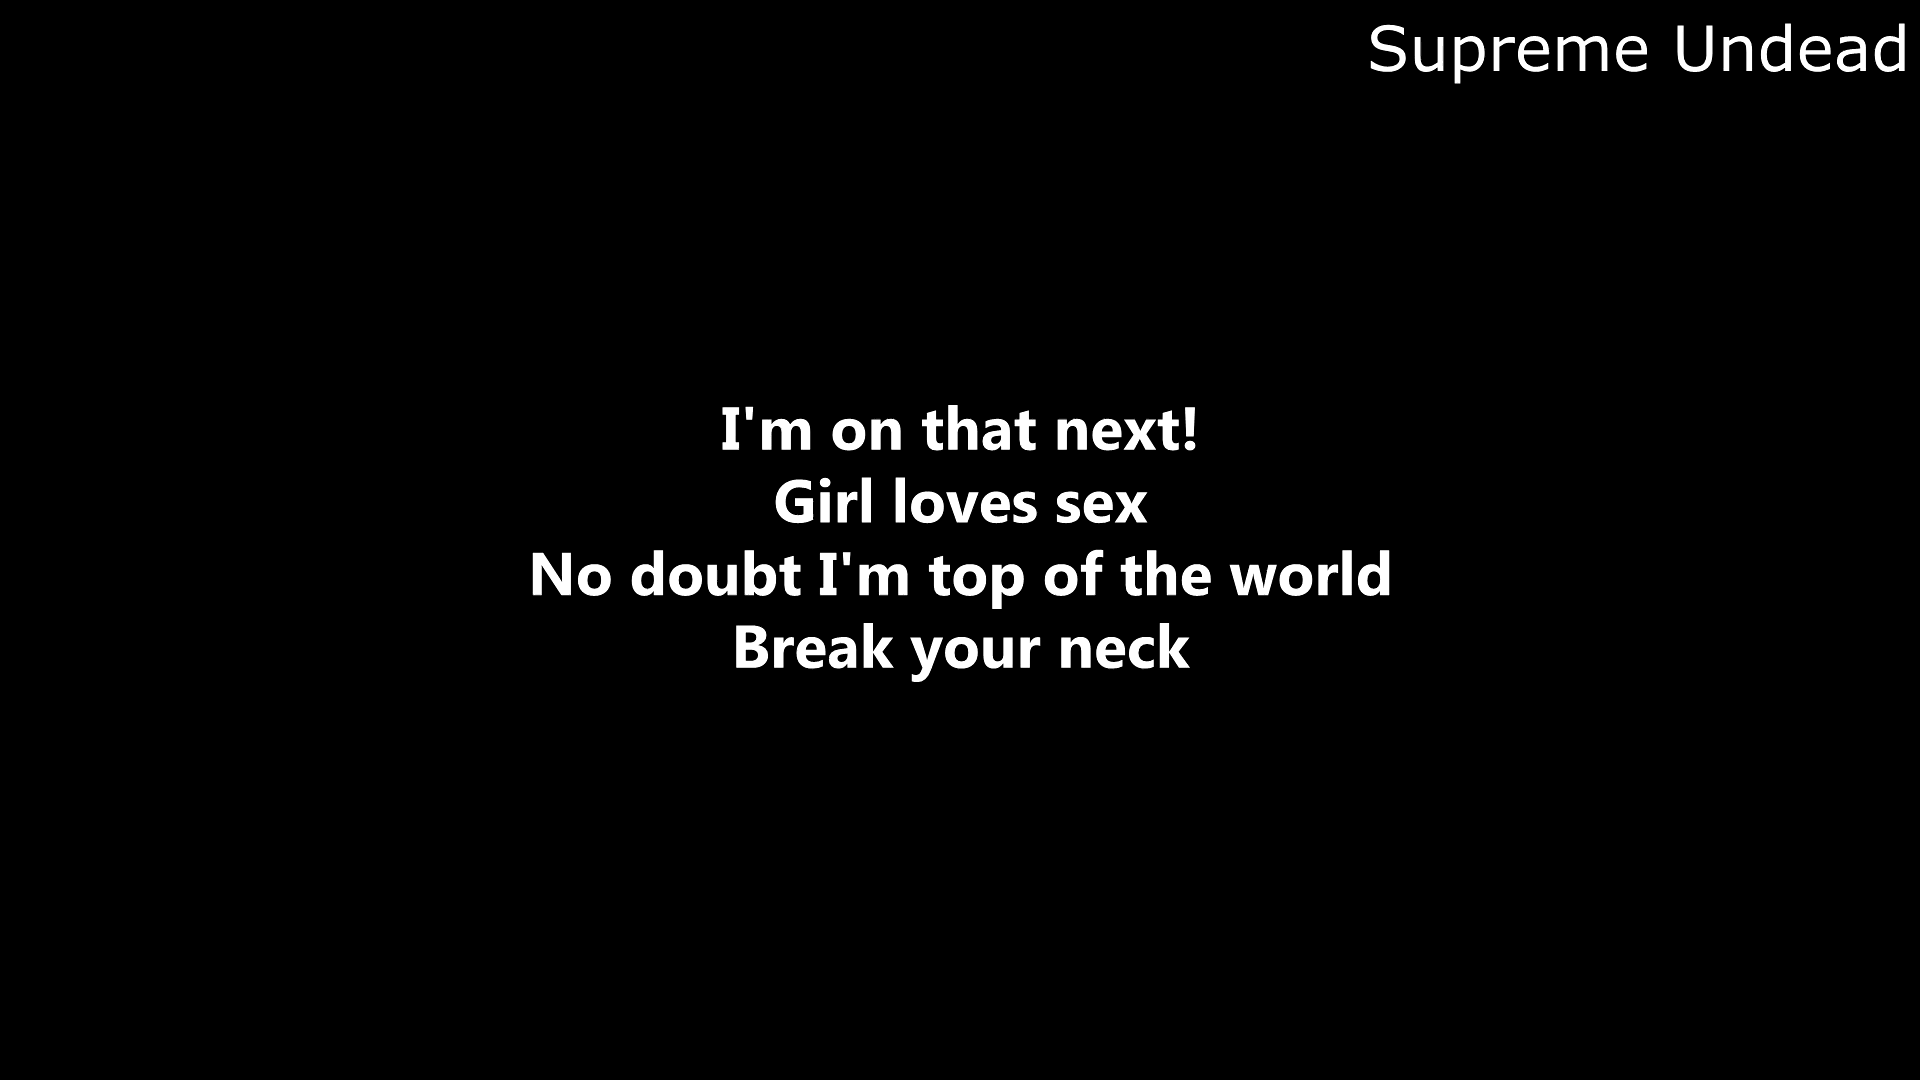 Supreme Undead
I'm on that next!
Girl loves sex
No doubt I'm top of the world
Break your neck